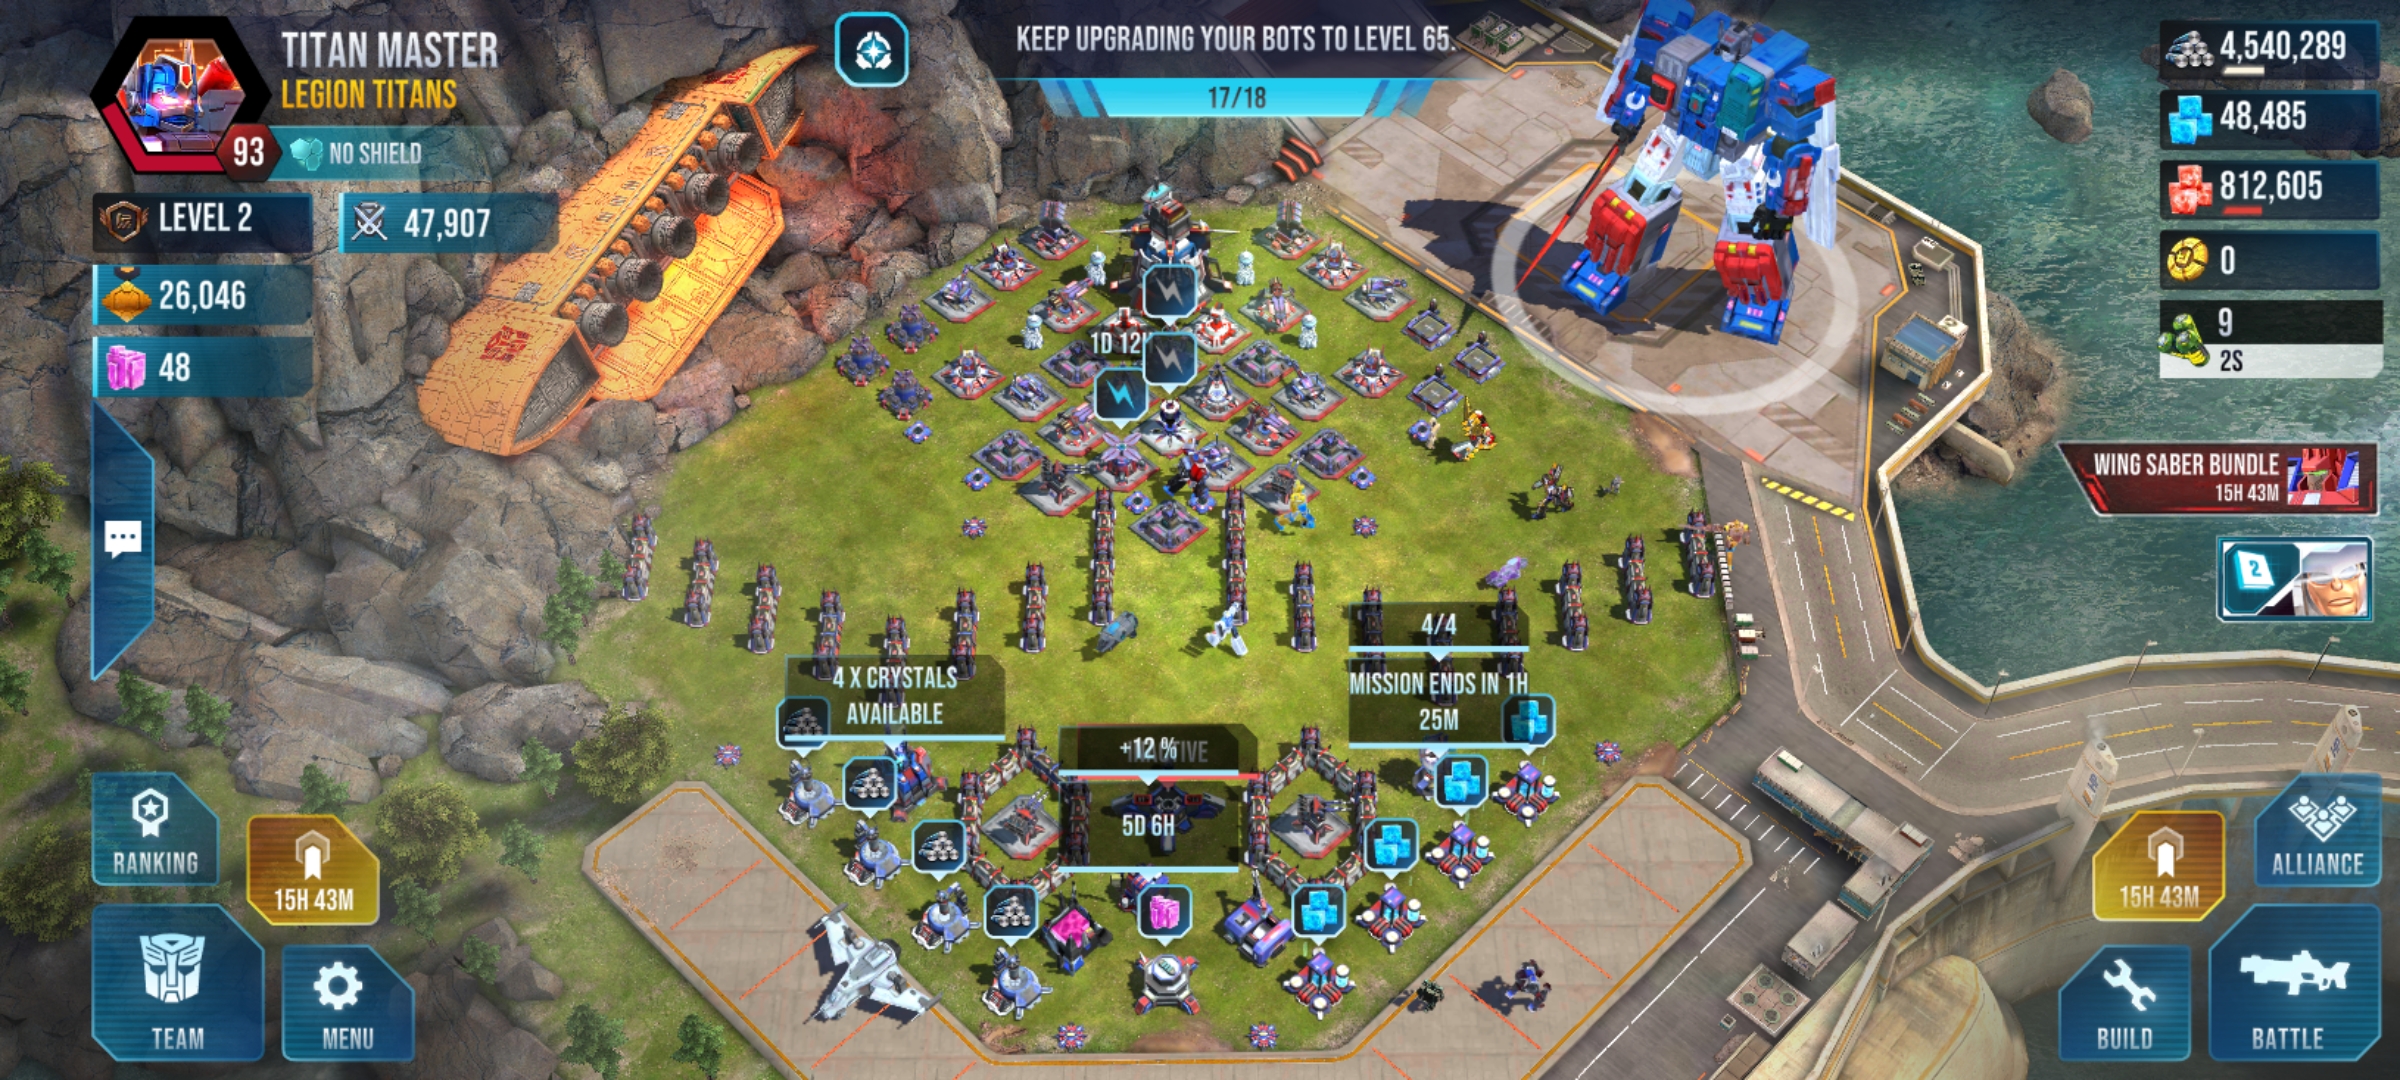 TITAN MASTER
LEGION TITANS
93
NO SHIELD
LEVEL 2
47,907
26,046
48
KEEP UPGRADING YOUR BOTS TO LEVEL 65.
17/18
4,540,289
48,485
812,605
0
9
2S
WING SABER BUNDLE
15H 43M
2
1D 12
4 X CRYSTALS
AVAILABLE
4/4
MISSION ENDS IN 1H
25M
+12 %
5D 6H
RANKING
15H 43M
TEAM
MENU
15H 43M
ALLIANCE
BUILD
BATTLE